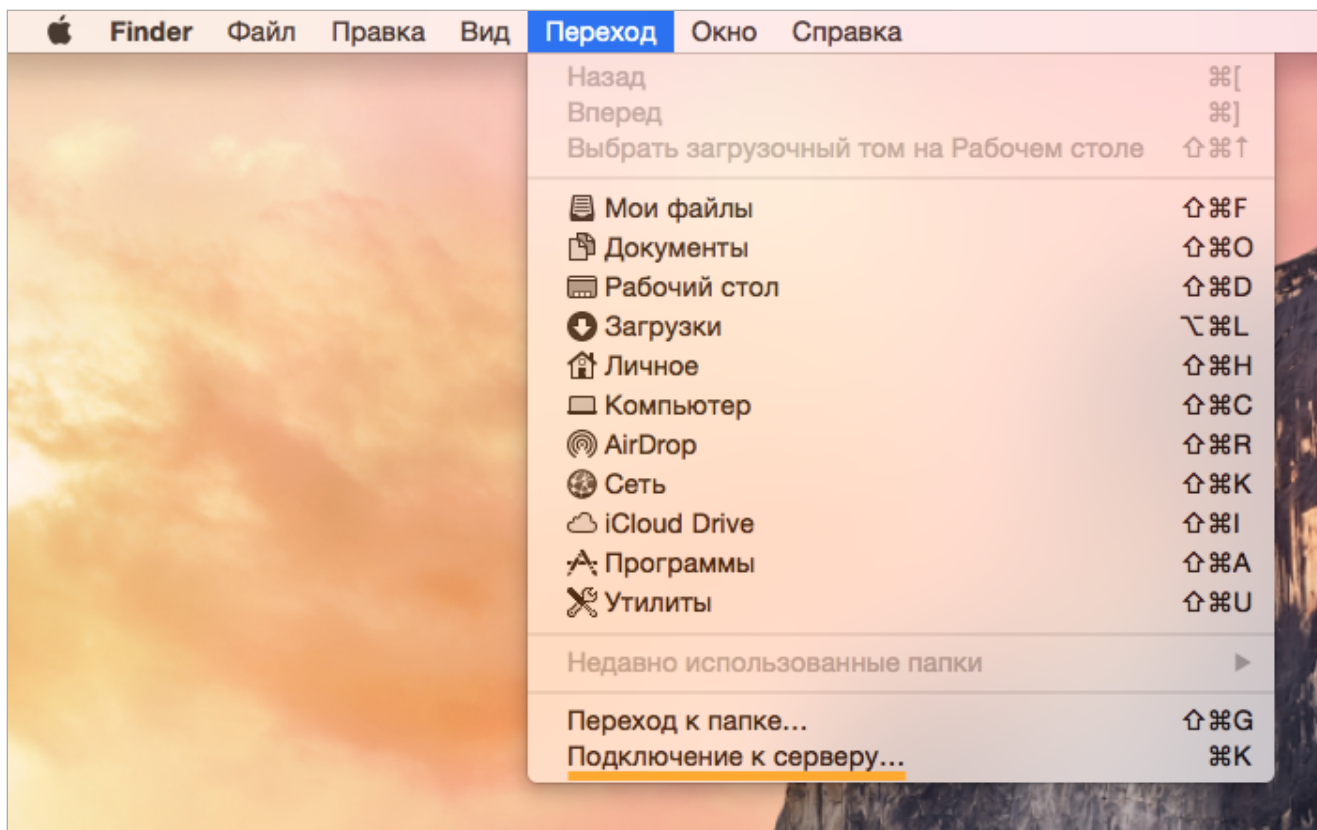 Finder Файл Правка Вид Переход Окно Справка
Назад ⌘[
Вперед ⌘]
Выбрать загрузочный том на Рабочем столе ⇧⌘↑
Мои файлы ⇧⌘F
Документы ⇧⌘O
Рабочий стол ⇧⌘D
Загрузки ⌥⌘L
Личное ⇧⌘H
Компьютер ⇧⌘C
AirDrop ⇧⌘R
Сеть ⇧⌘K
iCloud Drive ⇧⌘I
Программы ⇧⌘A
Утилиты ⇧⌘U
Недавно использованные папки ▶
Переход к папке... ⇧⌘G
Подключение к серверу... ⌘K